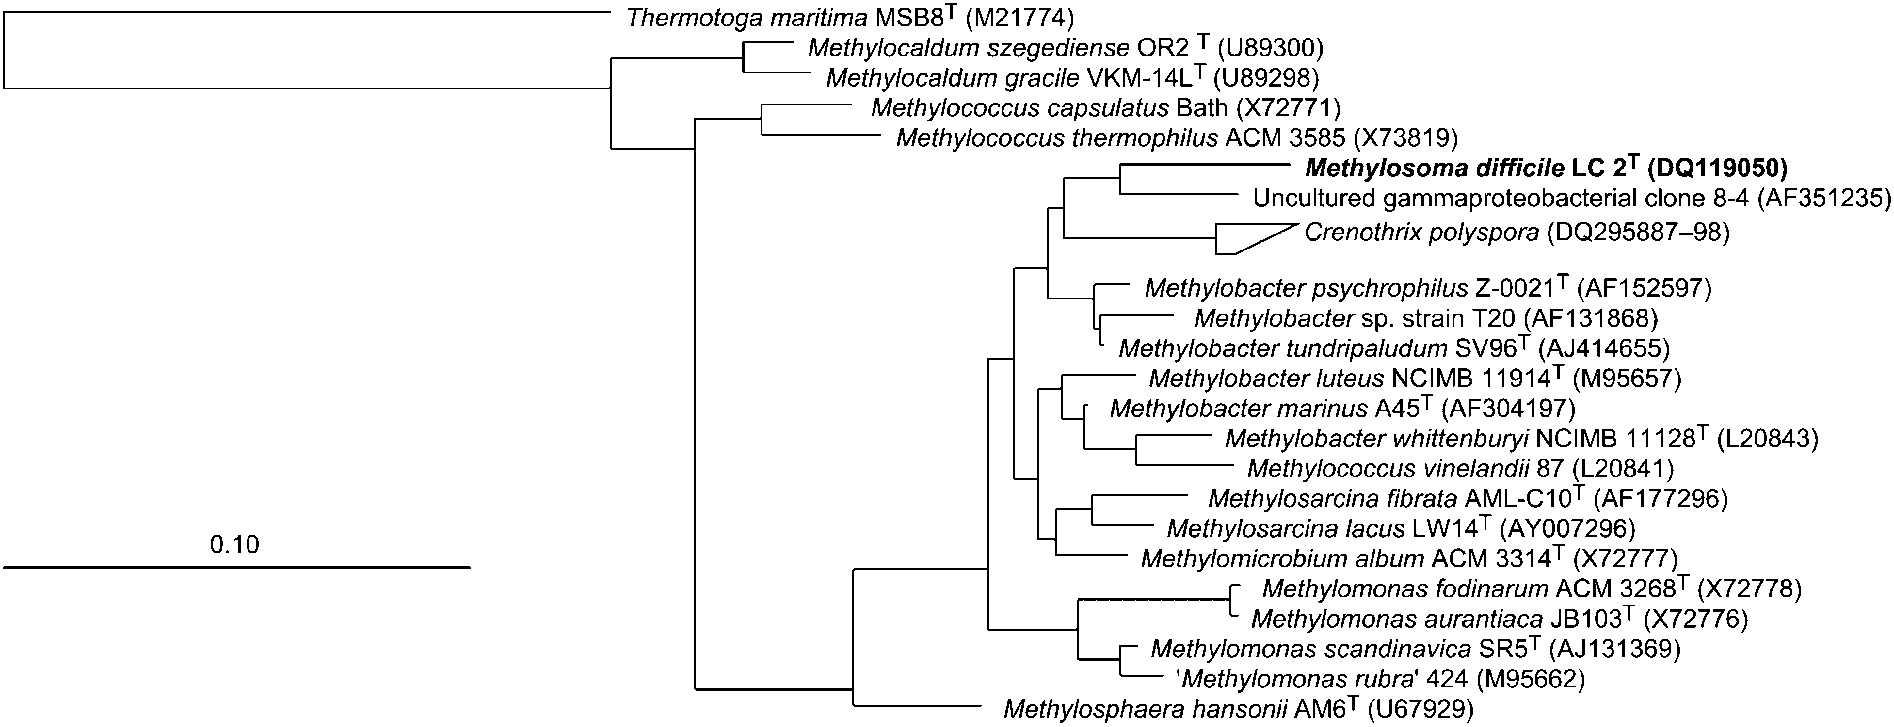 Thermotoga maritima MSB8T (M21774)
Methylocaldum szegediense OR2 T (U89300)
Methylocaldum gracile VKM-14LT (U89298)
Methylococcus capsulatus Bath (X72771)
Methylococcus thermophilus ACM 3585 (X73819)
Methylosoma difficile LC 2T (DQ119050)
Uncultured gammaproteobacterial clone 8-4 (AF351235)
Crenothrix polyspora (DQ295887–98)
Methylobacter psychrophilus Z-0021T (AF152597)
Methylobacter sp. strain T20 (AF131868)
Methylobacter tundripaludum SV96T (AJ414655)
Methylobacter luteus NCIMB 11914T (M95657)
Methylobacter marinus A45T (AF304197)
Methylobacter whittenburyi NCIMB 11128T (L20843)
Methylococcus vinelandii 87 (L20841)
Methylosarcina fibrata AML-C10T (AF177296)
Methylosarcina lacus LW14T (AY007296)
0.10
Methylomicrobium album ACM 3314T (X72777)
Methylomonas fodinarum ACM 3268T (X72778)
Methylomonas aurantiaca JB103T (X72776)
Methylomonas scandinavica SR5T (AJ131369)
'Methylomonas rubra' 424 (M95662)
Methylosphaera hansonii AM6T (U67929)